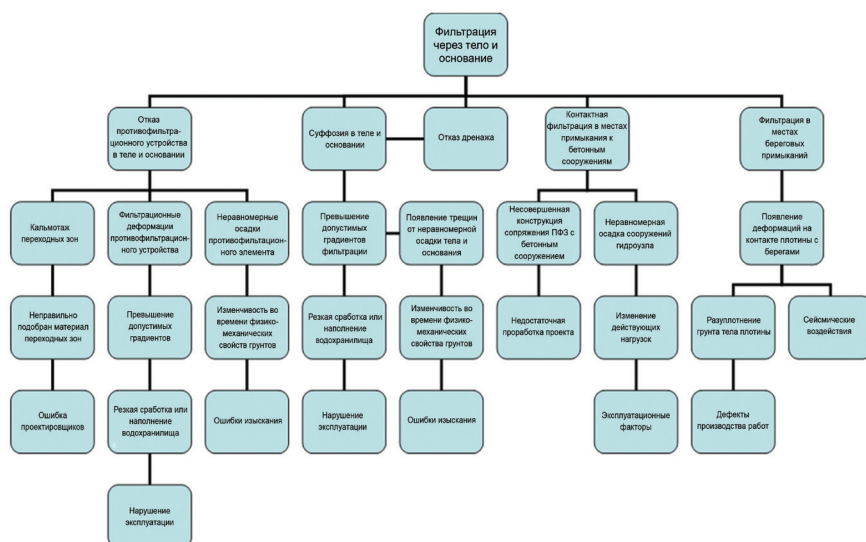 Фильтрация
через тело и
основание
Отказ
противофильтра-
ционного устройства
в теле и основании
Суффозия в теле и
основании
Отказ дренажа
Контактная
фильтрация в местах
примыкания к
бетонным
сооружениям
Фильтрация в
местах
береговых
примыканий
Кальмотаж
переходных зон
Фильтрационные
деформации
противофильтрацион-
ного устройства
Неравномерные
осадки
противофильтацион-
ного элемента
Превышение
допустимых
градиентов
фильтрации
Появление трещин
от неравномерной
осадки тела и
основания
Несовершенная
конструкция
сопряжения ПФЗ с
бетонным
сооружением
Неравномерная
осадка сооружений
гидроузла
Появление
деформаций на
контакте плотины с
берегами
Неправильно
подобран материал
переходных зон
Превышение
допустимых
градиентов
Изменчивость во
времени физико-
механических
свойств грунтов
Резкая сработка или
наполнение
водохранилища
Изменчивость во
времени физико-
механических
свойства грунтов
Недостаточная
проработка проекта
Изменение
действующих
нагрузок
Разуплотнение
грунта тела плотины
Сейсмические
воздействия
Ошибка
проектировщиков
Резкая сработка или
наполнение
водохранилища
Ошибки изыскания
Нарушение
эксплуатации
Ошибки изыскания
Эксплуатационные
факторы
Дефекты
производства работ
Нарушение
эксплуатации